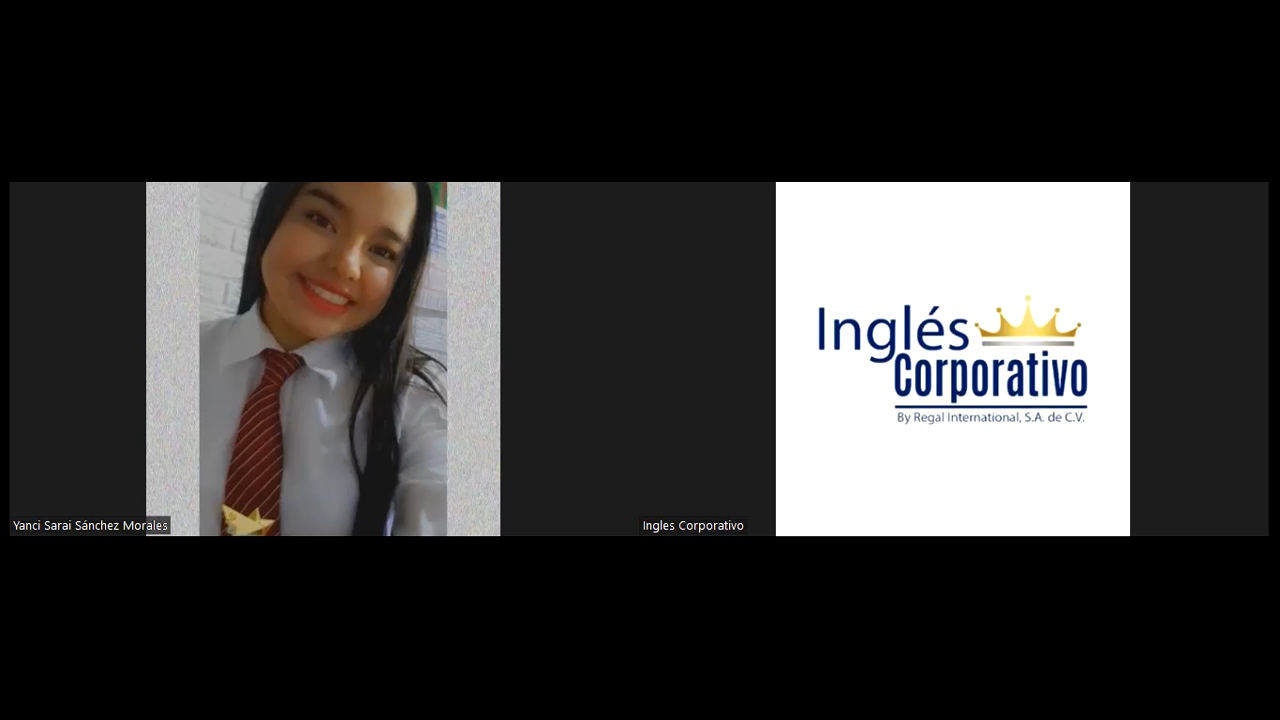 Inglés
Corporativo
By Regal International, S.A. de C.V.
Yanci Sarai Sánchez Morales
Ingles Corporativo